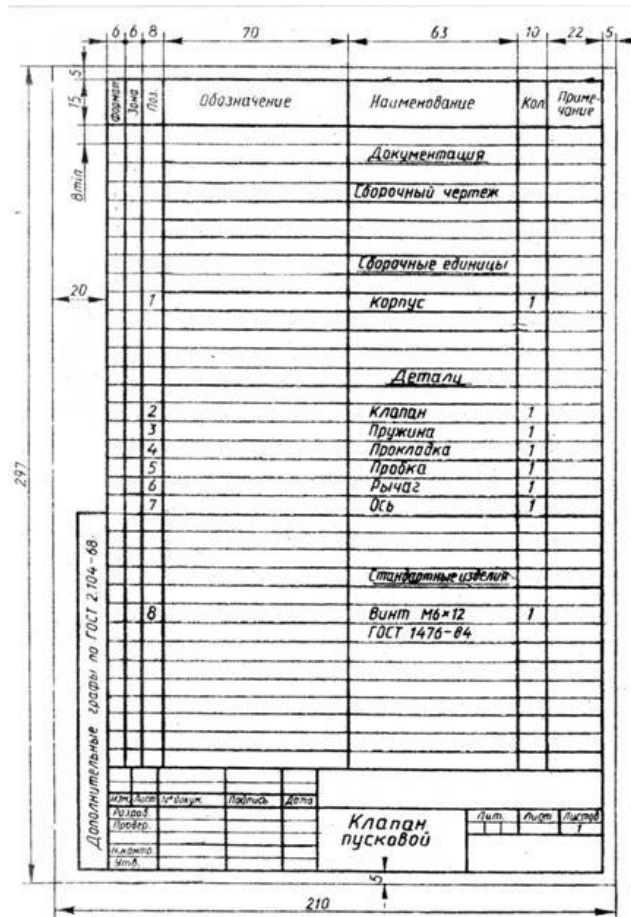 6 6 8 70 63 10 22 5
5
15
8min
Формат
Зона
Поз.
Обозначение
Наименование
Кол
Приме-
чание
Документация
Сборочный чертеж
Сборочные единицы
20
1 Корпус 1
Детали
2 Клапан 1
3 Пружина 1
4 Прокладка 1
5 Пробка 1
6 Рычаг 1
7 Ось 1
297
Стандартные изделия
8 Винт М6×12 1
ГОСТ 1476-84
Дополнительные графы по ГОСТ 2.104-68.
Изм. Лист № докум. Подпись Дата
Разраб.
Провер.
Н.контр.
Утв.
Клапан
пусковой
Лит. Лист Листов
1
5
210